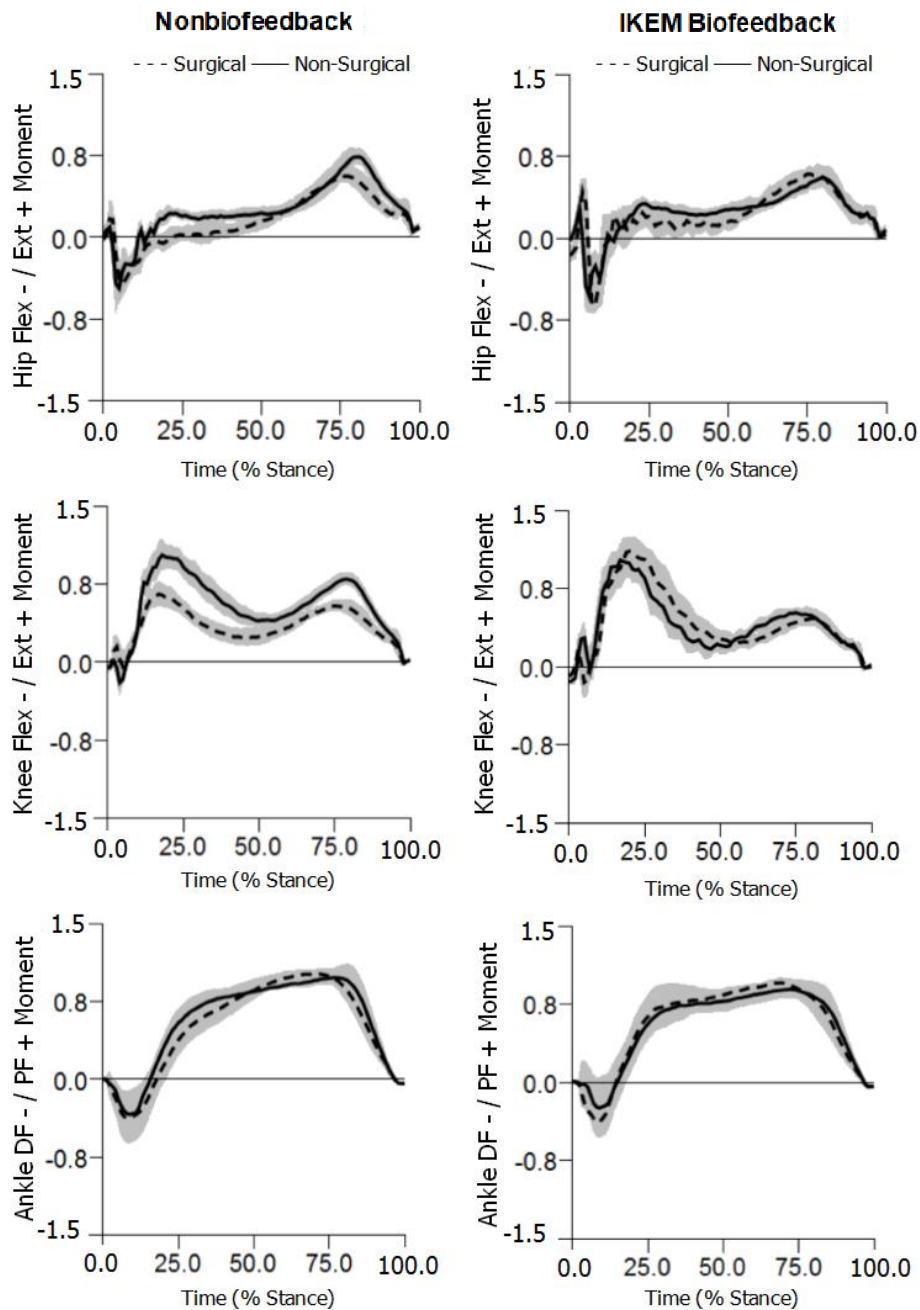 Nonbiofeedback
IKEM Biofeedback
--- Surgical — Non-Surgical
--- Surgical — Non-Surgical
Hip Flex - / Ext + Moment
1.5
0.8
0.0
-0.8
-1.5
0.0 25.0 50.0 75.0 100.0
Time (% Stance)
Hip Flex - / Ext + Moment
1.5
0.8
0.0
-0.8
-1.5
0.0 25.0 50.0 75.0 100.0
Time (% Stance)
Knee Flex - / Ext + Moment
1.5
0.8
0.0
-0.8
-1.5
0.0 25.0 50.0 75.0 100.0
Time (% Stance)
Knee Flex - / Ext + Moment
1.5
0.8
0.0
-0.8
-1.5
0.0 25.0 50.0 75.0 100.0
Time (% Stance)
Ankle DF - / PF + Moment
1.5
0.8
0.0
-0.8
-1.5
0.0 25.0 50.0 75.0 100.0
Time (% Stance)
Ankle DF - / PF + Moment
1.5
0.8
0.0
-0.8
-1.5
0.0 25.0 50.0 75.0 100.0
Time (% Stance)